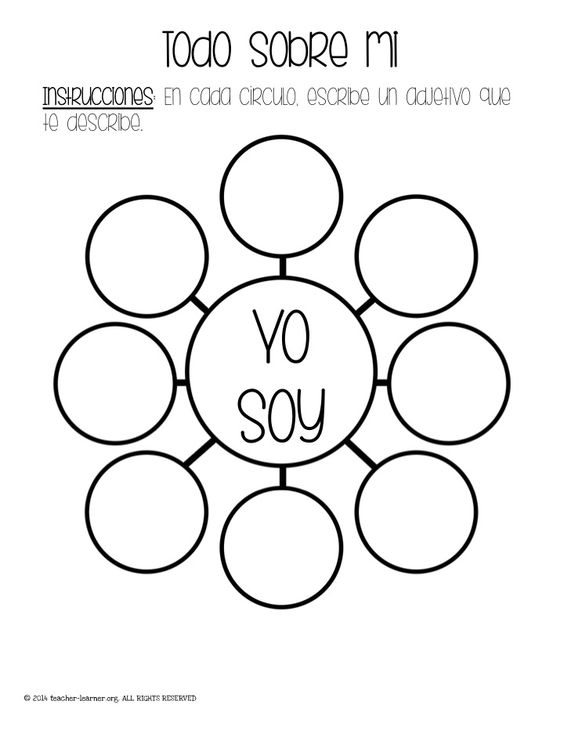 Todo Sobre Mi
Instrucciones: En cada circulo, escribe un adjetivo que
te describe.
YO
SOY
© 2014 teacher-learner.org, ALL RIGHTS RESERVED